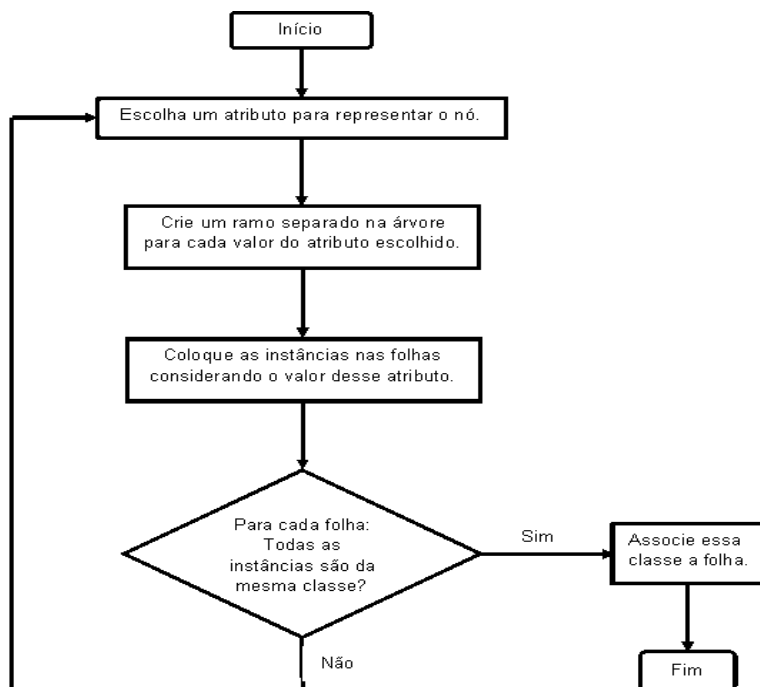 Início
Escolha um atributo para representar o nó.
Crie um ramo separado na árvore
para cada valor do atributo escolhido.
Coloque as instâncias nas folhas
considerando o valor desse atributo.
Para cada folha:
Todas as
instâncias são da
mesma classe?
Sim
Associe essa
classe a folha.
Não
Fim